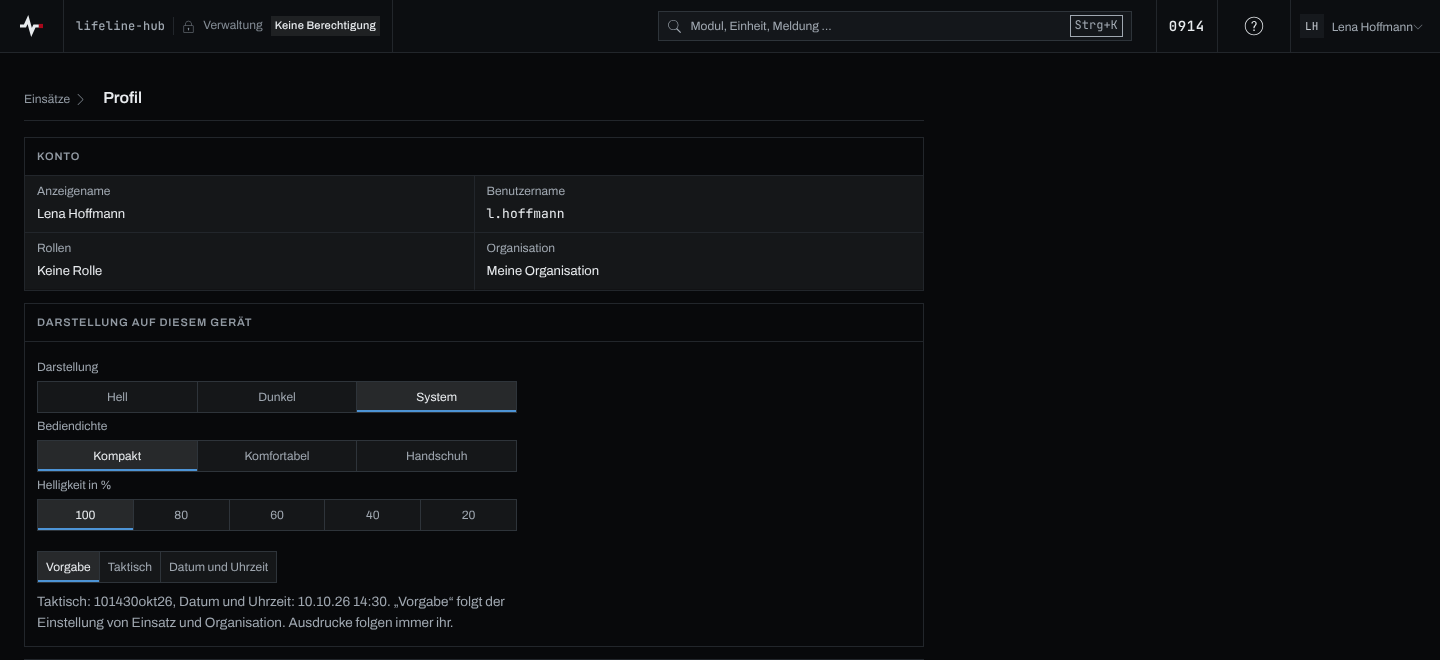 lifeline-hub Verwaltung Keine Berechtigung Modul, Einheit, Meldung ... Strg+K 0914 ? LH Lena Hoffmann
Einsätze Profil
KONTO
Anzeigename Benutzername
Lena Hoffmann l.hoffmann
Rollen Organisation
Keine Rolle Meine Organisation
DARSTELLUNG AUF DIESEM GERÄT
Darstellung
Hell Dunkel System
Bediendichte
Kompakt Komfortabel Handschuh
Helligkeit in %
100 80 60 40 20
Vorgabe Taktisch Datum und Uhrzeit
Taktisch: 101430okt26, Datum und Uhrzeit: 10.10.26 14:30. „Vorgabe“ folgt der
Einstellung von Einsatz und Organisation. Ausdrucke folgen immer ihr.